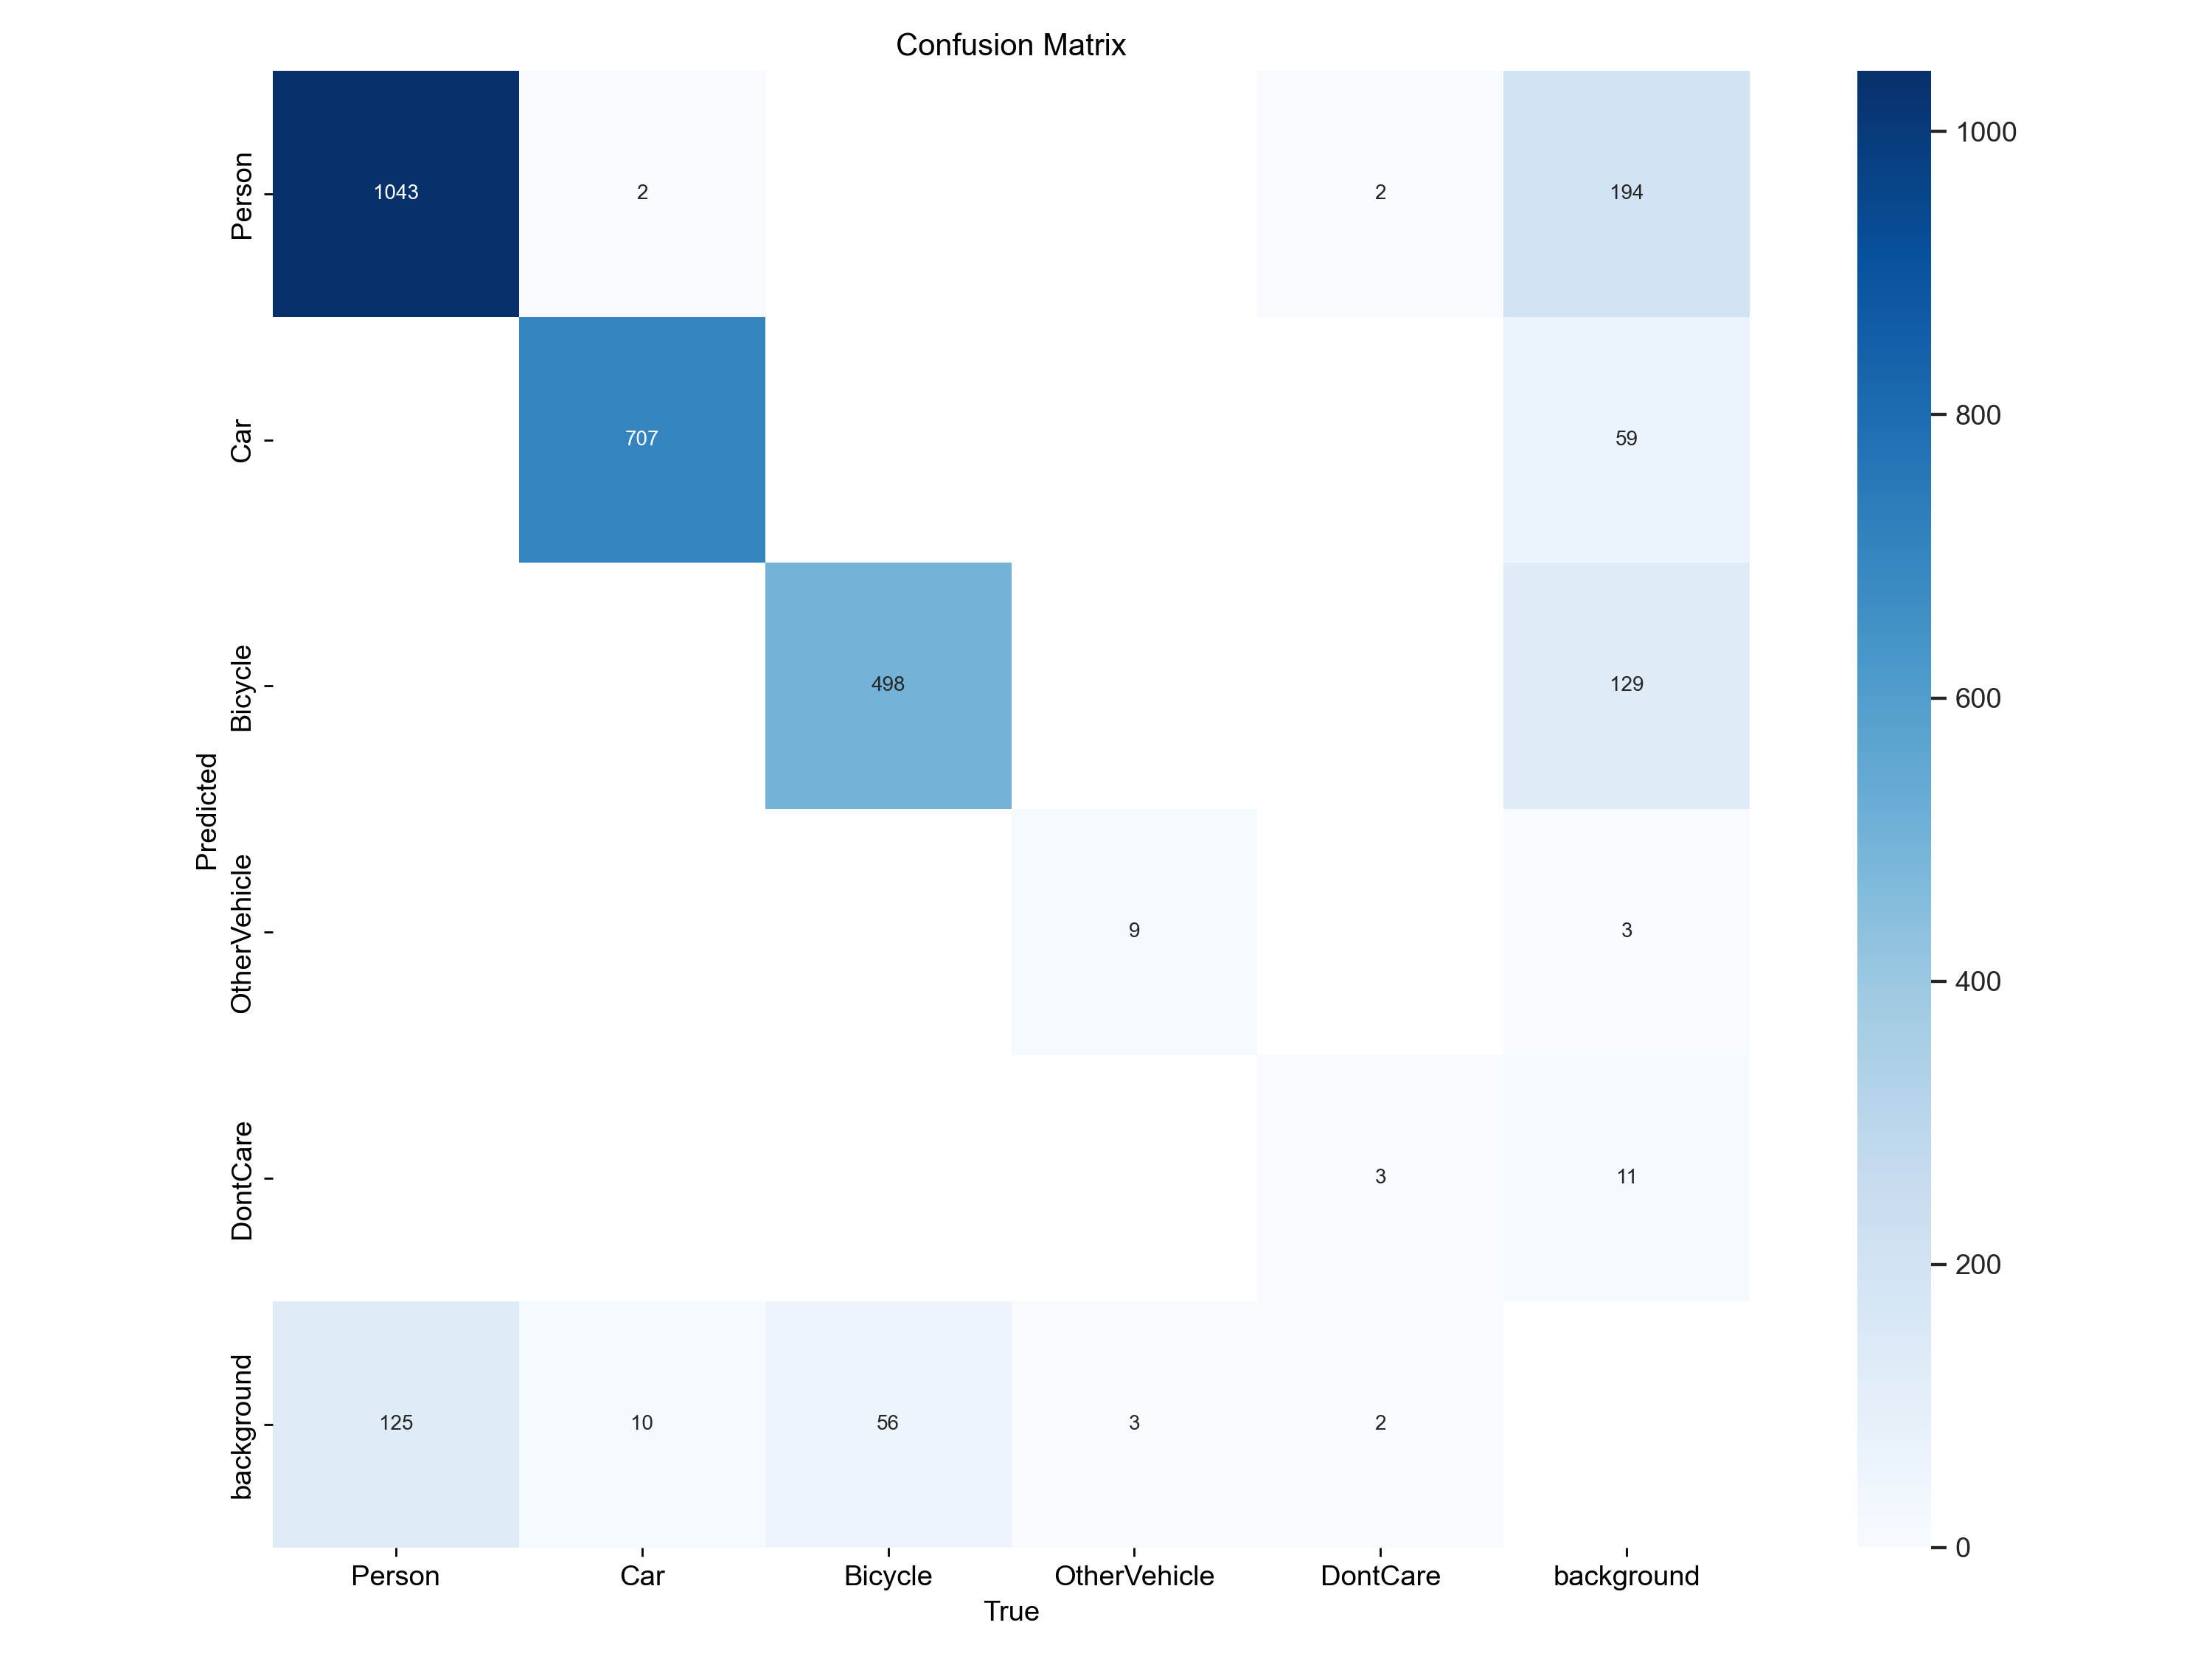 Confusion Matrix
Person
1043
2
2
194
1000
Car
707
59
800
Bicycle
498
129
600
Predicted
OtherVehicle
9
3
400
DontCare
3
11
200
background
125
10
56
3
2
0
Person
Car
Bicycle
OtherVehicle
DontCare
background
True